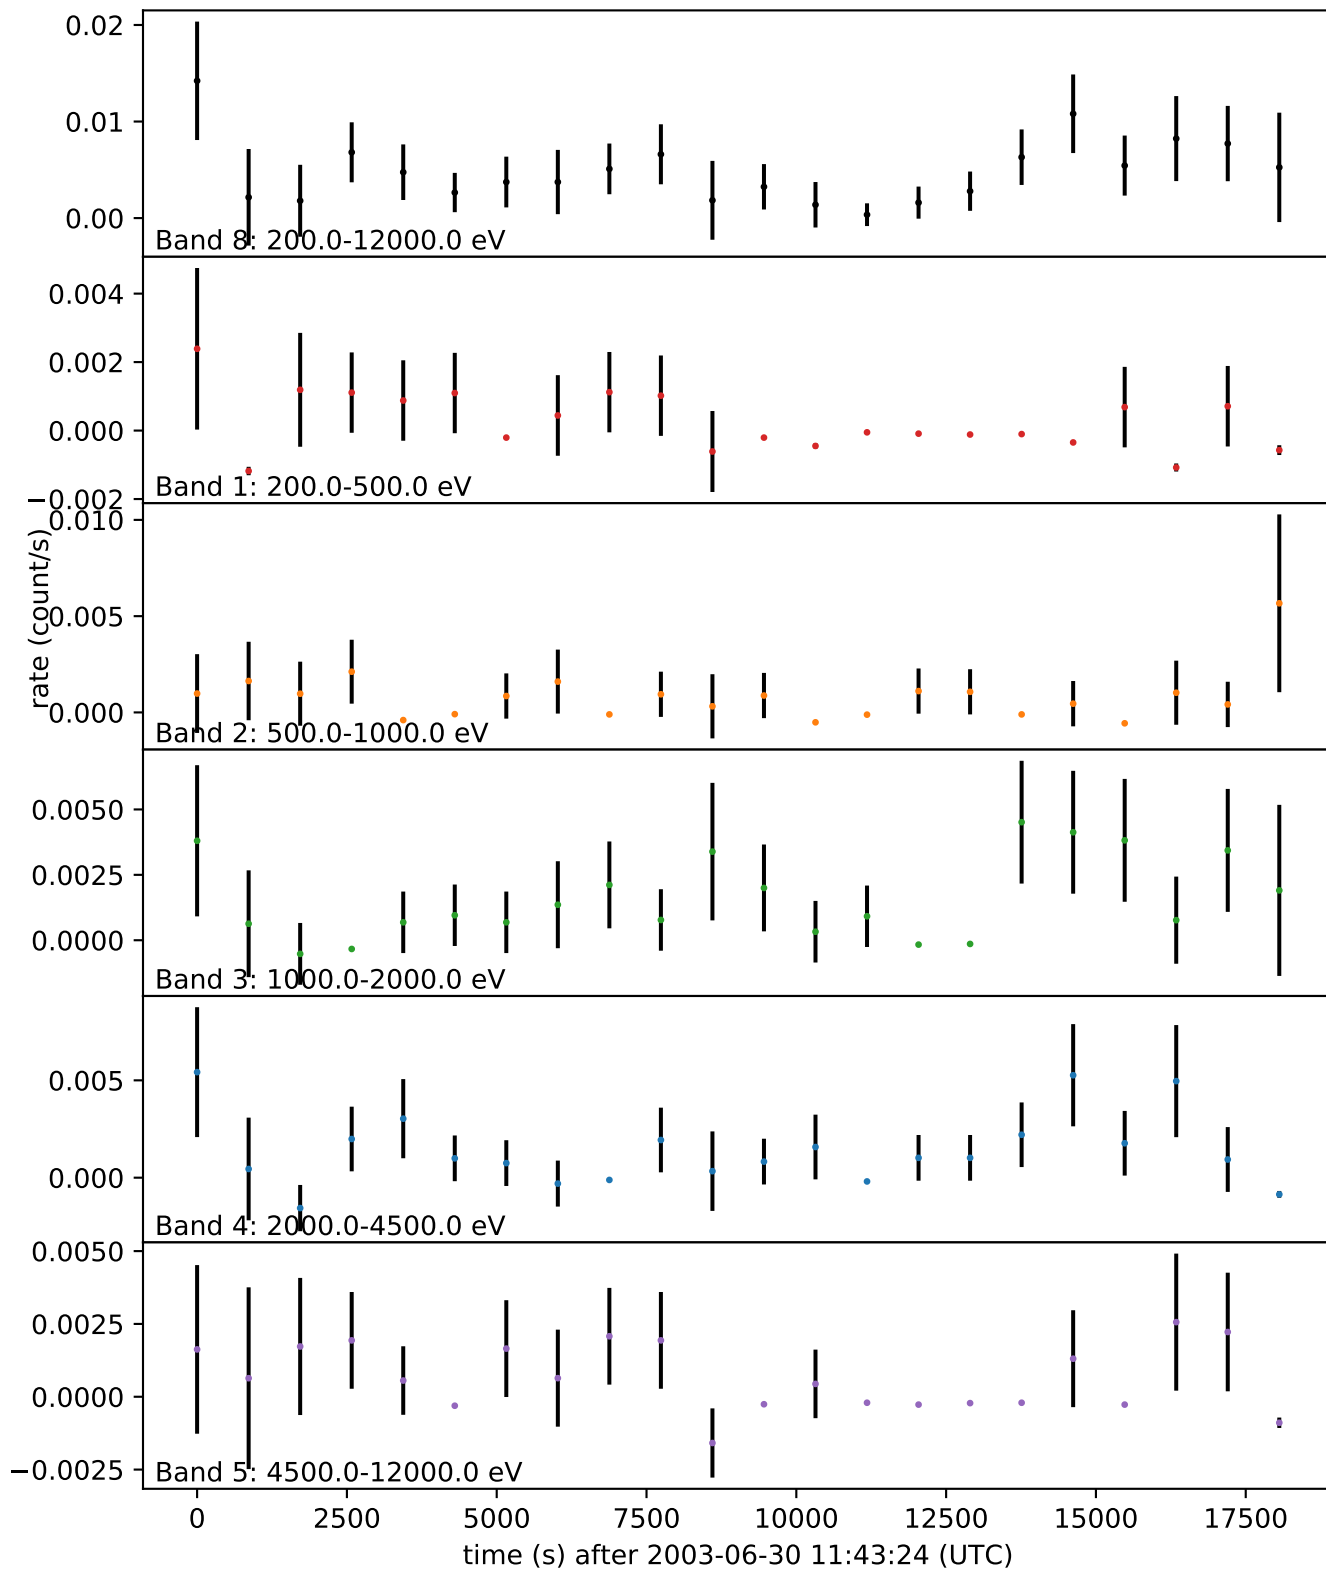 0.02
0.01
0.00
Band 8: 200.0-12000.0 eV
0.004
0.002
0.000
−0.002
Band 1: 200.0-500.0 eV
0.010
0.005
0.000
Band 2: 500.0-1000.0 eV
rate (count/s)
0.0050
0.0025
0.0000
Band 3: 1000.0-2000.0 eV
0.005
0.000
Band 4: 2000.0-4500.0 eV
0.0050
0.0025
0.0000
−0.0025
Band 5: 4500.0-12000.0 eV
0 2500 5000 7500 10000 12500 15000 17500
time (s) after 2003-06-30 11:43:24 (UTC)